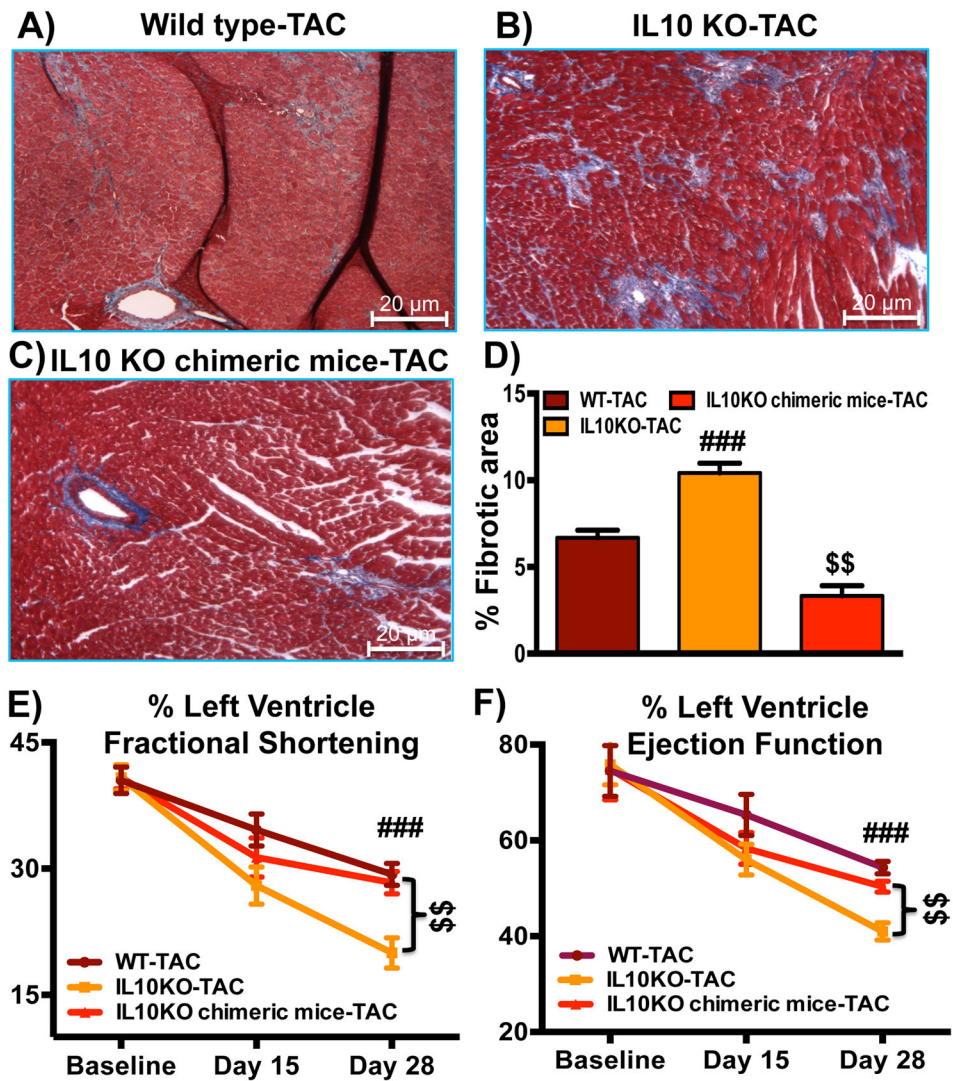 A) Wild type-TAC
20 µm
B) IL10 KO-TAC
20 µm
C) IL10 KO chimeric mice-TAC
20 µm
D)
% Fibrotic area
15
10
5
0
WT-TAC
IL10KO chimeric mice-TAC
IL10KO-TAC
###
$$
E) % Left Ventricle
Fractional Shortening
45
30
15
###
$$
WT-TAC
IL10KO-TAC
IL10KO chimeric mice-TAC
Baseline Day 15 Day 28
F) % Left Ventricle
Ejection Function
80
60
40
20
###
$$
WT-TAC
IL10KO-TAC
IL10KO chimeric mice-TAC
Baseline Day 15 Day 28